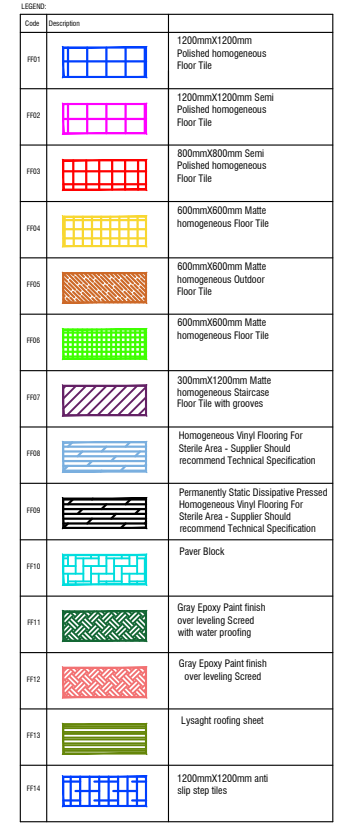 LEGEND:
Code Description
FF01 1200mmX1200mm
Polished homogeneous
Floor Tile
FF02 1200mmX1200mm Semi
Polished homogeneous
Floor Tile
FF03 800mmX800mm Semi
Polished homogeneous
Floor Tile
FF04 600mmX600mm Matte
homogeneous Floor Tile
FF05 600mmX600mm Matte
homogeneous Outdoor
Floor Tile
FF06 600mmX600mm Matte
homogeneous Floor Tile
FF07 300mmX1200mm Matte
homogeneous Staircase
Floor Tile with grooves
FF08 Homogeneous Vinyl Flooring For
Sterile Area - Supplier Should
recommend Technical Specification
FF09 Permanently Static Dissipative Pressed
Homogeneous Vinyl Flooring For
Sterile Area - Supplier Should
recommend Technical Specification
FF10 Paver Block
FF11 Gray Epoxy Paint finish
over leveling Screed
with water proofing
FF12 Gray Epoxy Paint finish
over leveling Screed
FF13 Lysaght roofing sheet
FF14 1200mmX1200mm anti
slip step tiles